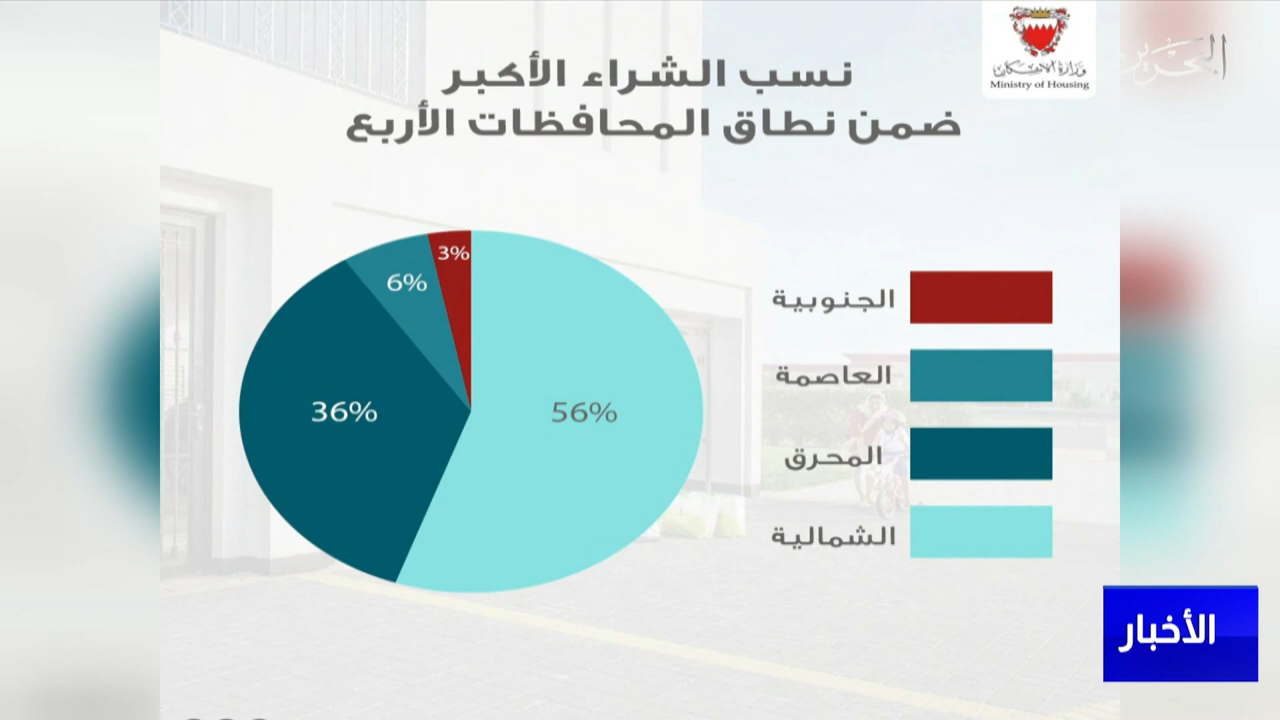 نسب الشراء الأكبر
ضمن نطاق المحافظات الأربع
وزارة الإسكان
Ministry of Housing
البحرين
3%
6%
36%
56%
الجنوبية
العاصمة
المحرق
الشمالية
الأخبار